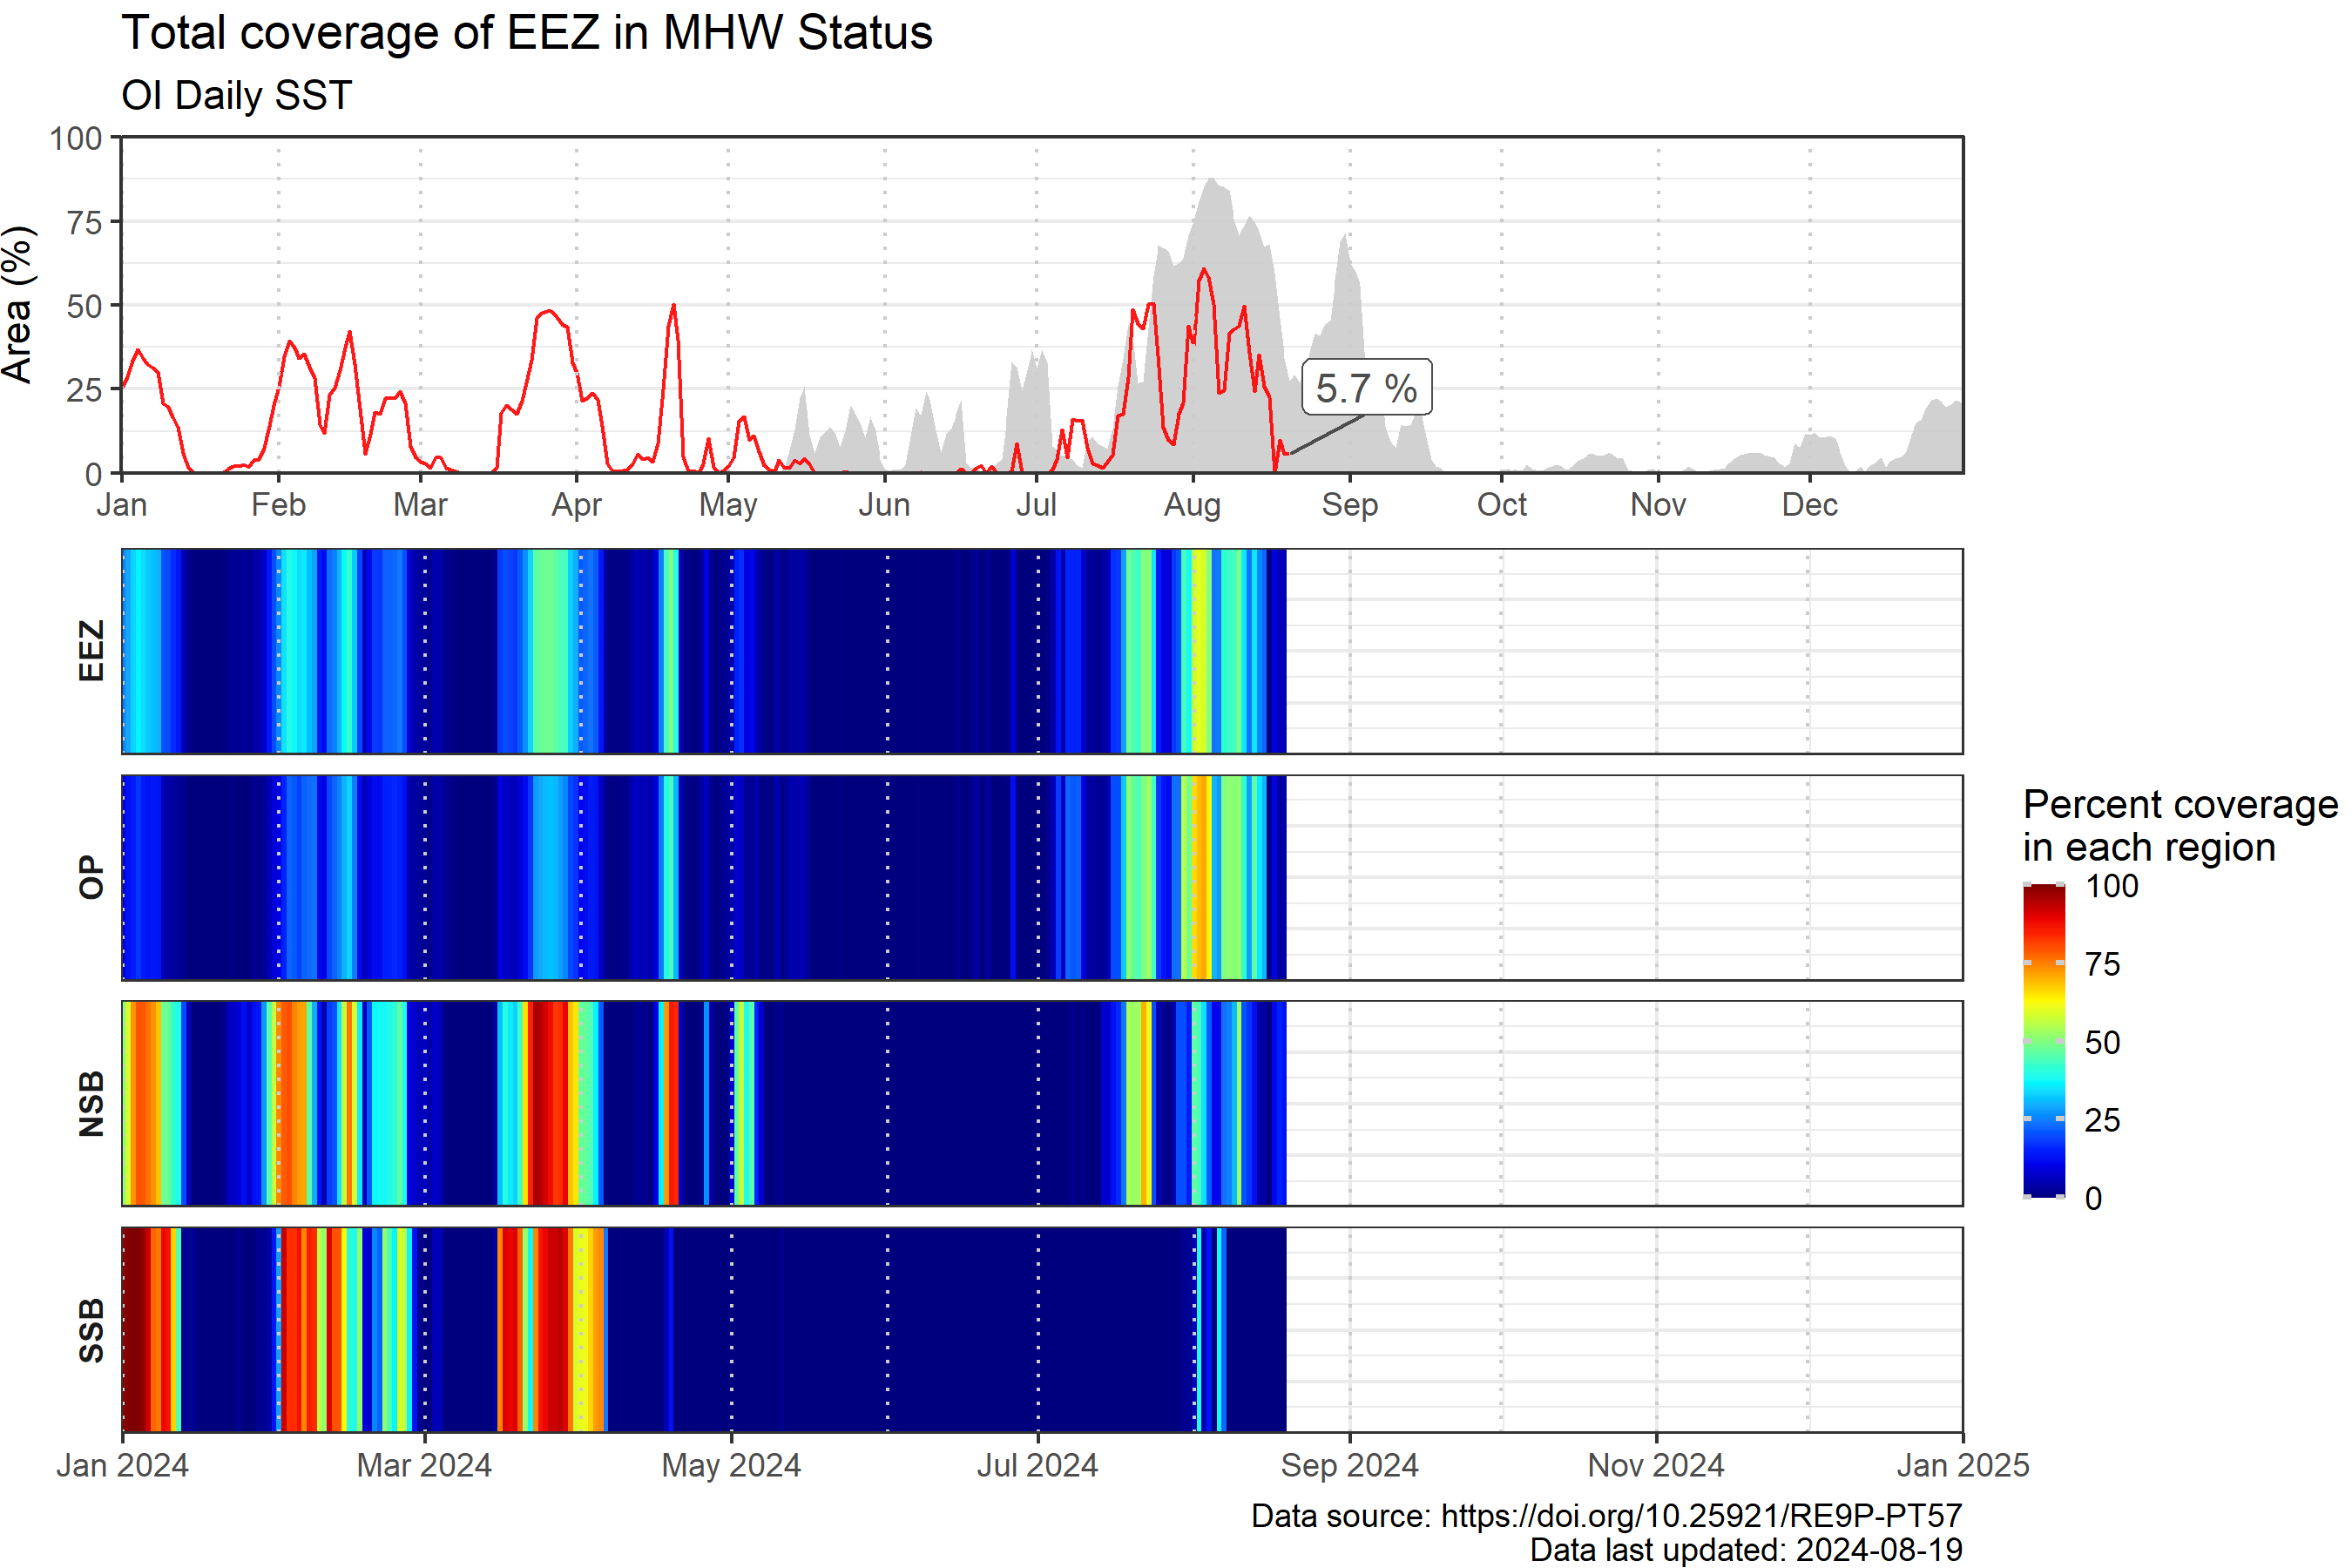 Total coverage of EEZ in MHW Status
OI Daily SST
Area (%)
100
75
50
25
0
5.7 %
Jan Feb Mar Apr May Jun Jul Aug Sep Oct Nov Dec
EEZ
OP
NSB
SSB
Percent coverage
in each region
100
75
50
25
0
Jan 2024 Mar 2024 May 2024 Jul 2024 Sep 2024 Nov 2024 Jan 2025
Data source: https://doi.org/10.25921/RE9P-PT57
Data last updated: 2024-08-19